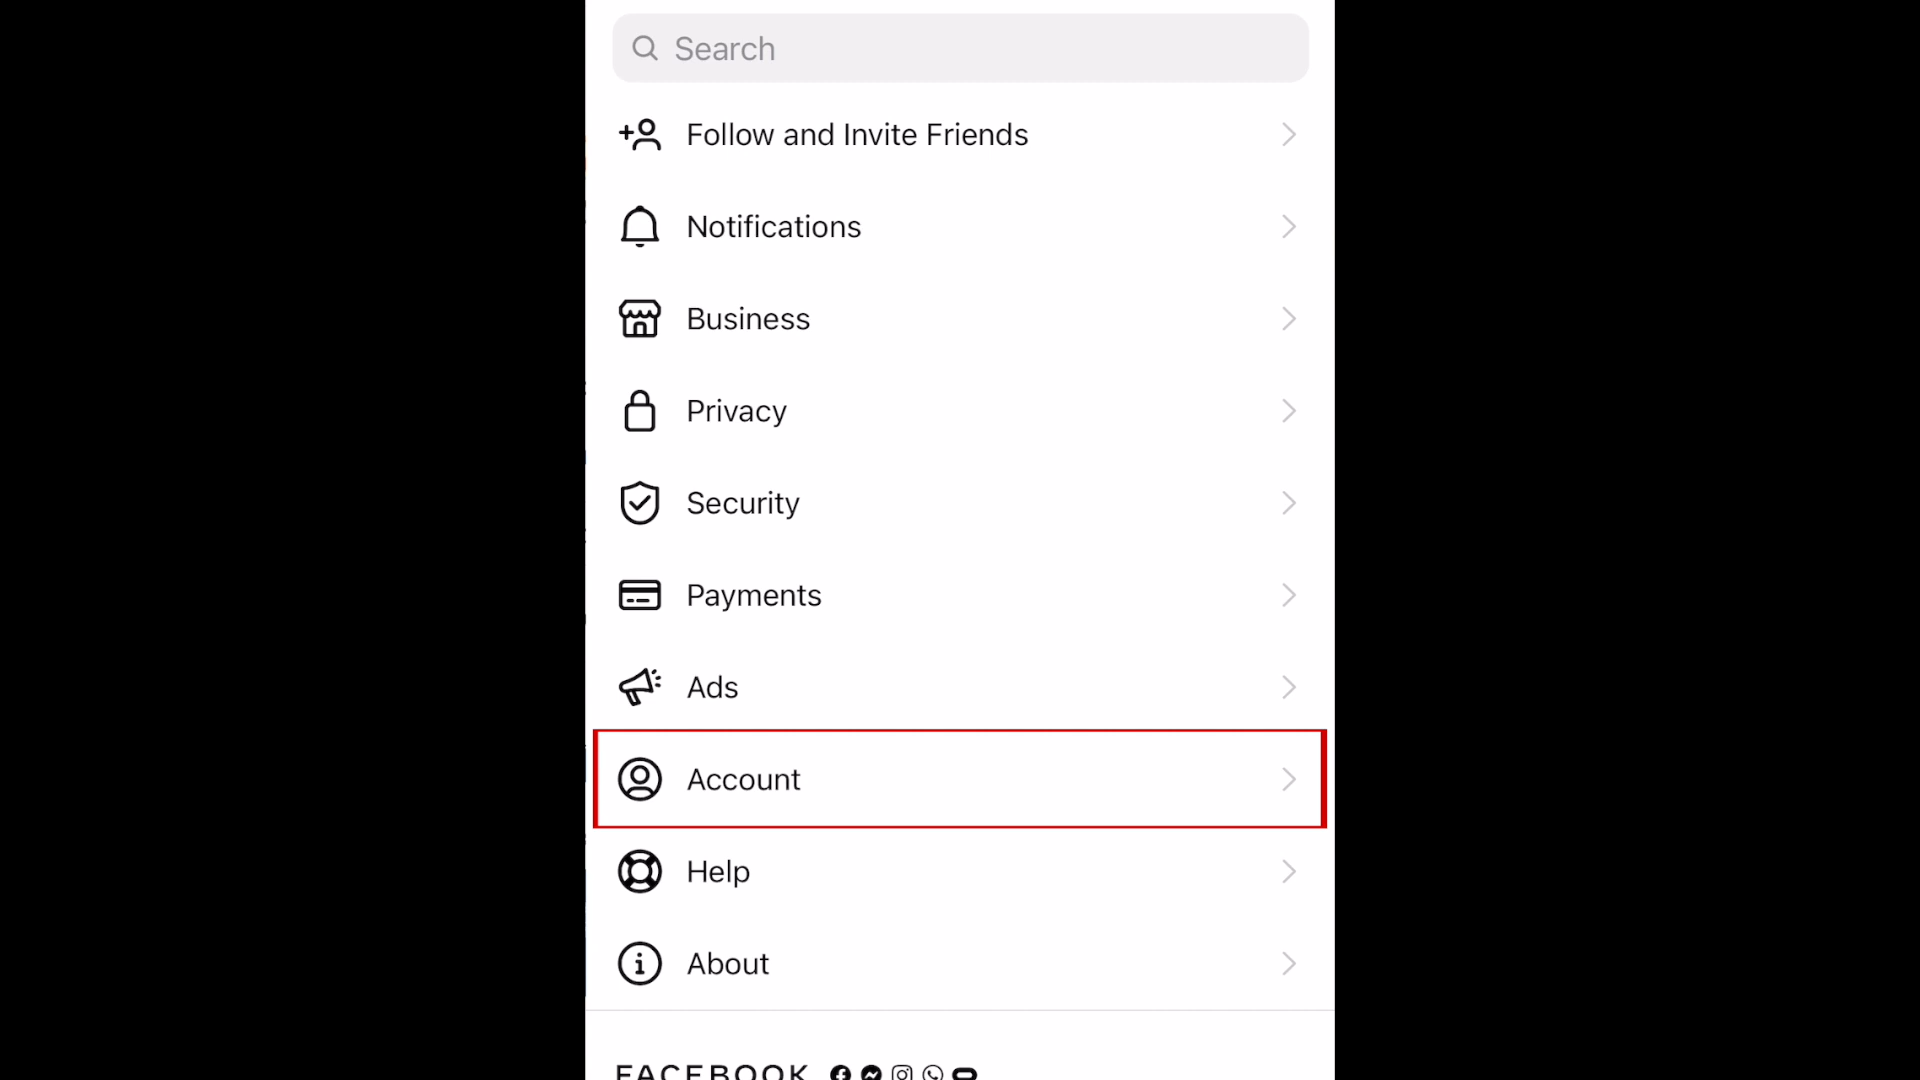 Search
Follow and Invite Friends
Notifications
Business
Privacy
Security
Payments
Ads
Account
Help
About
FACEBOOK